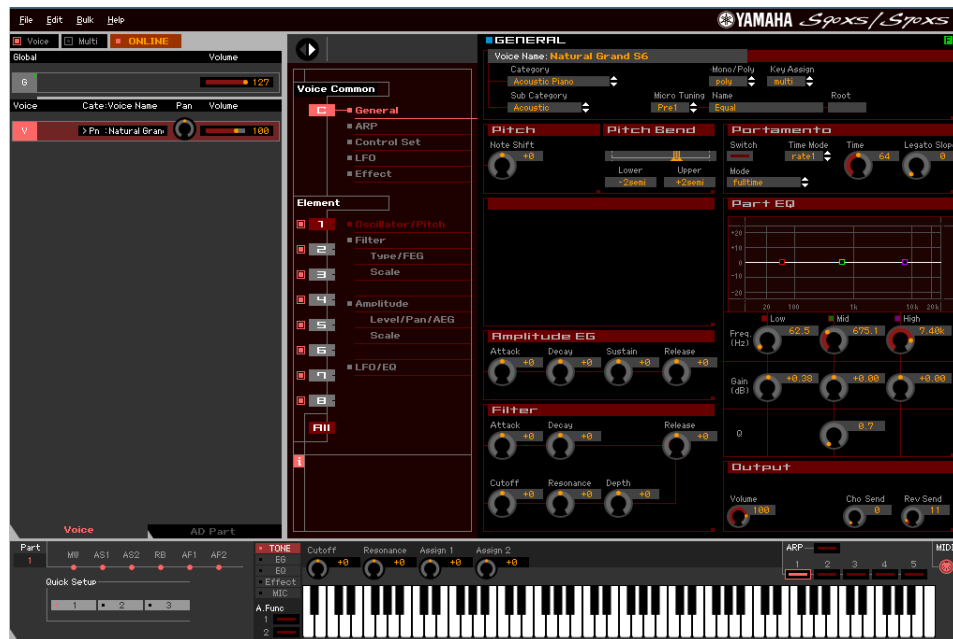 File Edit Bulk Help
YAMAHA S90XS/S70XS
Voice Multi ONLINE
Global Volume
G 127
Voice Cate:Voice Name Pan Volume
V >Pn :Natural Gran 100
Voice AD Part
Voice Common
C General
ARP
Control Set
LFO
Effect
Element
1 Oscillator/Pitch
2 Filter
Type/FEG
3 Scale
4 Amplitude
5 Level/Pan/AEG
Scale
6
7 LFO/EQ
8
All
i
GENERAL F
Voice Name: Natural Grand S6
Category Mono/Poly Key Assign
Acoustic Piano poly multi
Sub Category Micro Tuning Name Root
Acoustic Pre1 Equal
Pitch Pitch Bend Portamento
Note Shift
+0
Lower Upper
-2semi +2semi
Switch Time Mode Time Legato Slop
rate1 64 0
Mode
fulltime
Part EQ
+20
+10
0
-10
-20
20 100 1k 10k 20k
Low Mid High
Freq. (Hz) 62.5 675.1 7.40k
Gain (dB) +0.38 +0.00 +0.00
Q 0.7
Amplitude EG
Attack Decay Sustain Release
+0 +0 +0 +0
Filter
Attack Decay Release
+0 +0 +0
Cutoff Resonance Depth
+0 +0 +0
Output
Volume Cho Send Rev Send
100 0 11
Part
1
MW AS1 AS2 RB AF1 AF2
Quick Setup
1 2 3
TONE
EG
EQ
Effect
MIC
A.Func
1
2
Cutoff Resonance Assign 1 Assign 2
+0 +0 +0 +0
ARP
1 2 3 4 5
MIDI